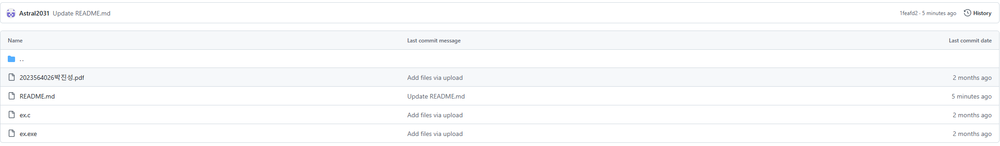 Astral2031 Update README.md 1feafd2 · 5 minutes ago History
Name Last commit message Last commit date
..
2023564026박진성.pdf Add files via upload 2 months ago
README.md Update README.md 5 minutes ago
ex.c Add files via upload 2 months ago
ex.exe Add files via upload 2 months ago